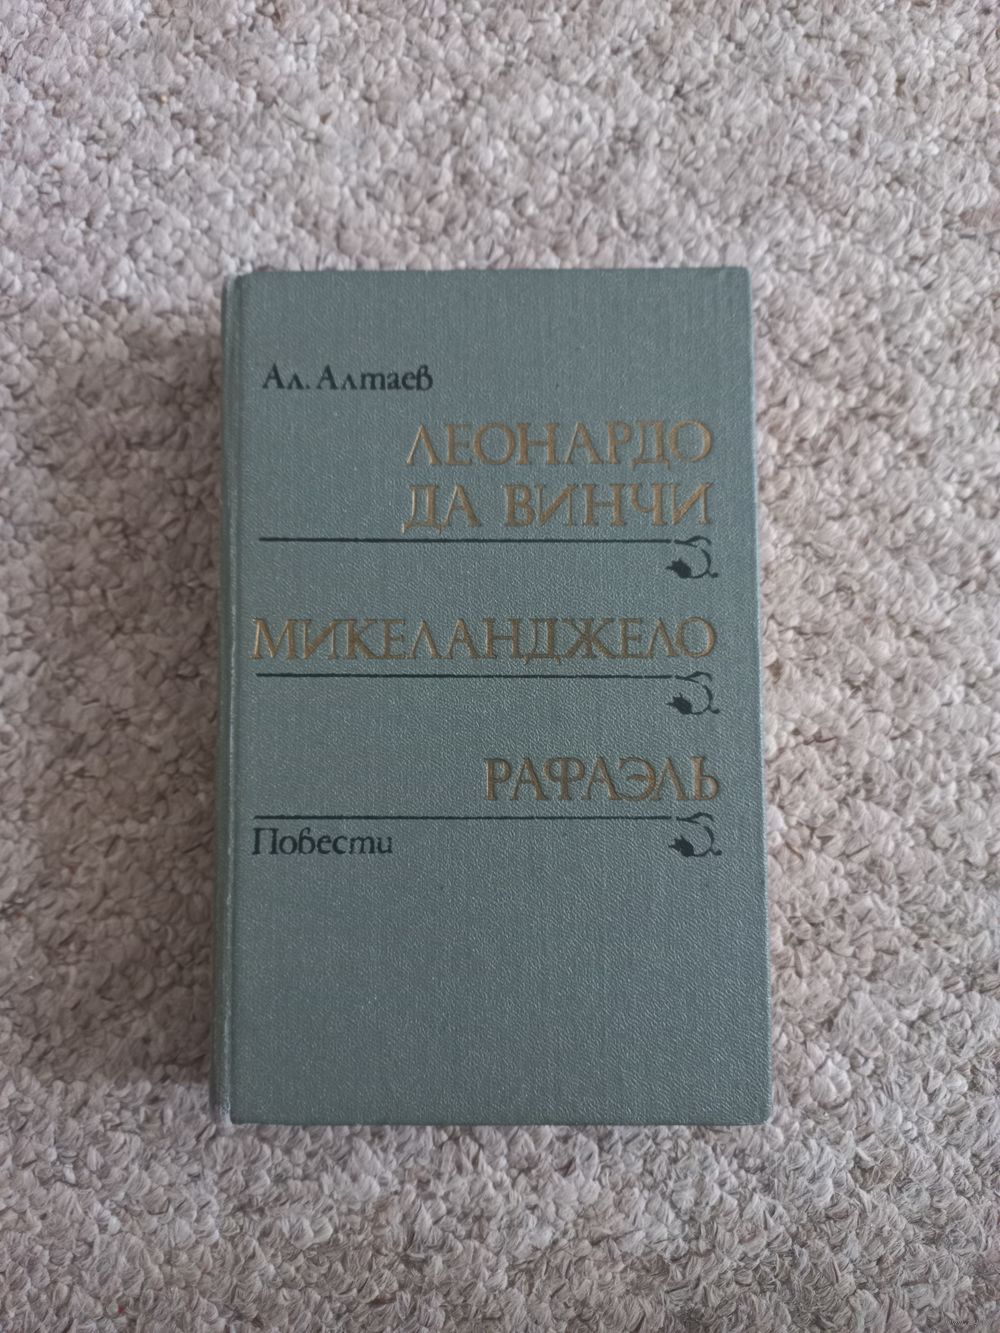 Ал. Алтаев
ЛЕОНАРДО
ДА ВИНЧИ
МИКЕЛАНДЖЕЛО
РАФАЭЛЬ
Повести